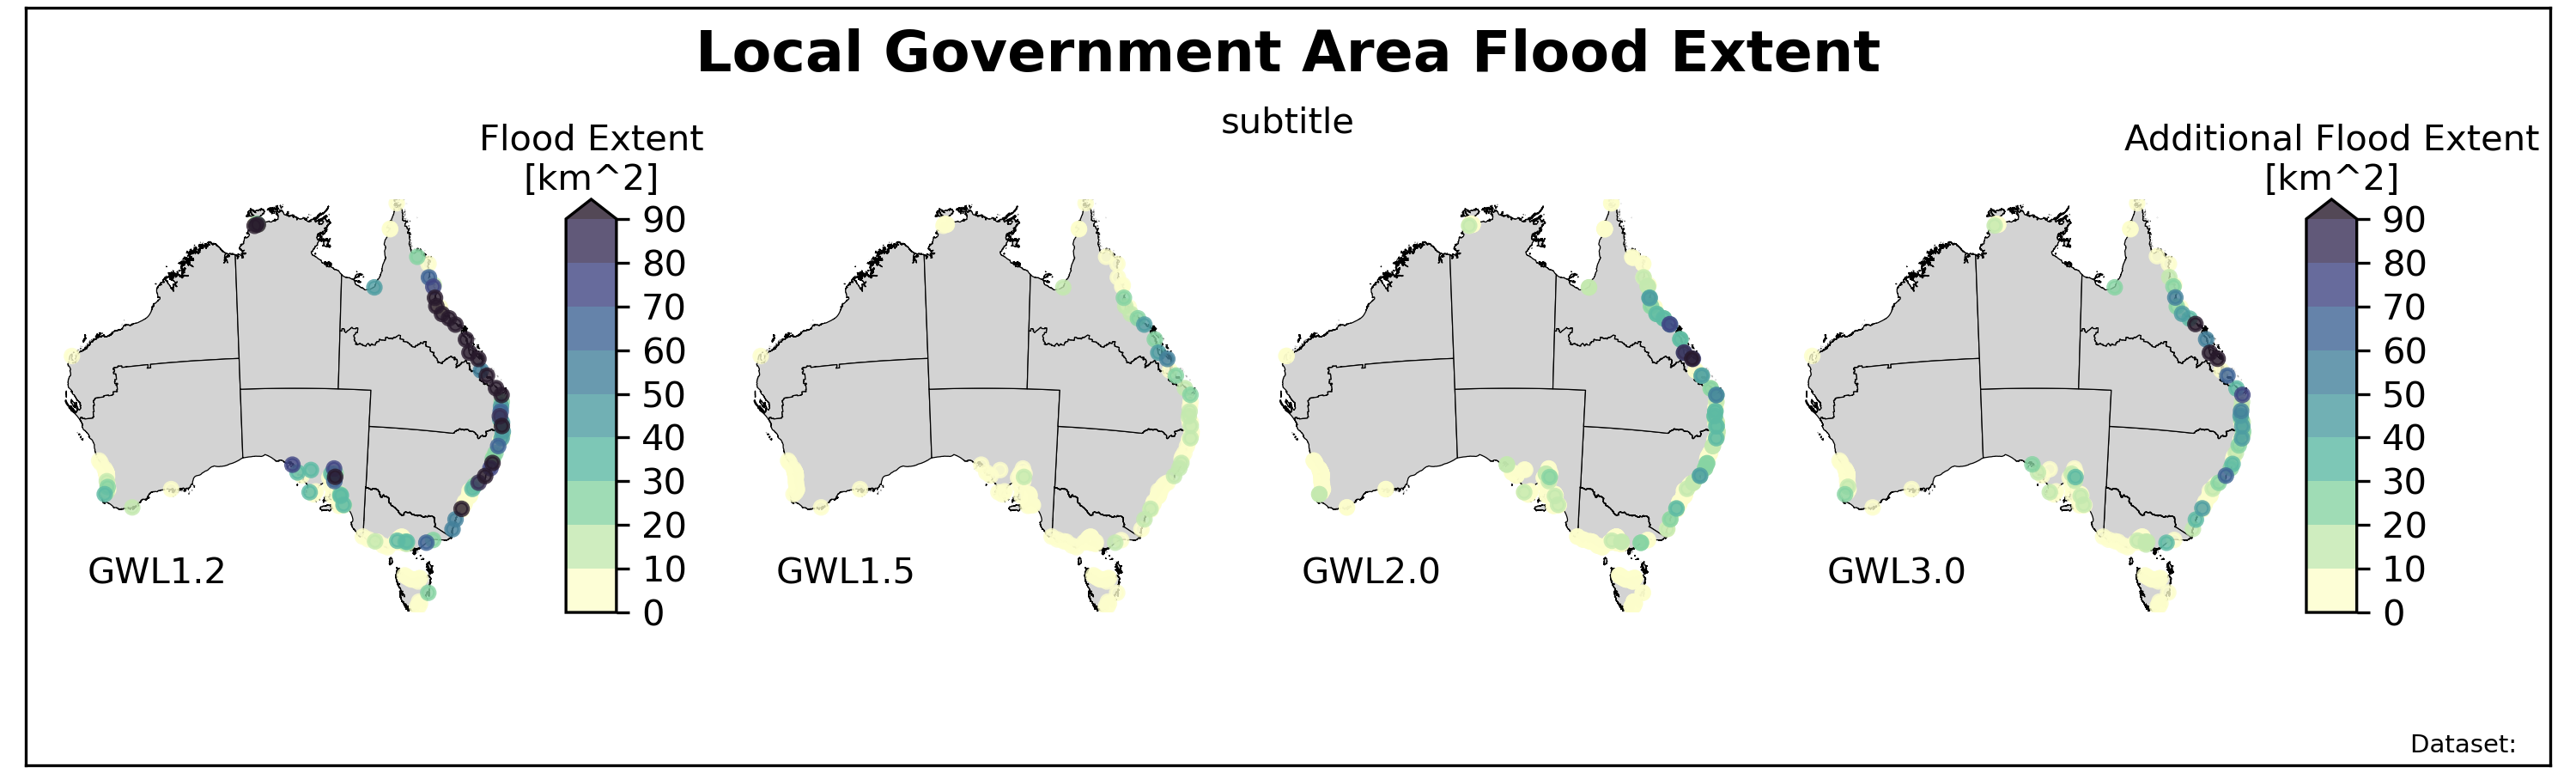 Local Government Area Flood Extent
subtitle
Flood Extent
[km^2]
90
80
70
60
50
40
30
20
10
0
GWL1.2
GWL1.5
GWL2.0
GWL3.0
Additional Flood Extent
[km^2]
90
80
70
60
50
40
30
20
10
0
Dataset: